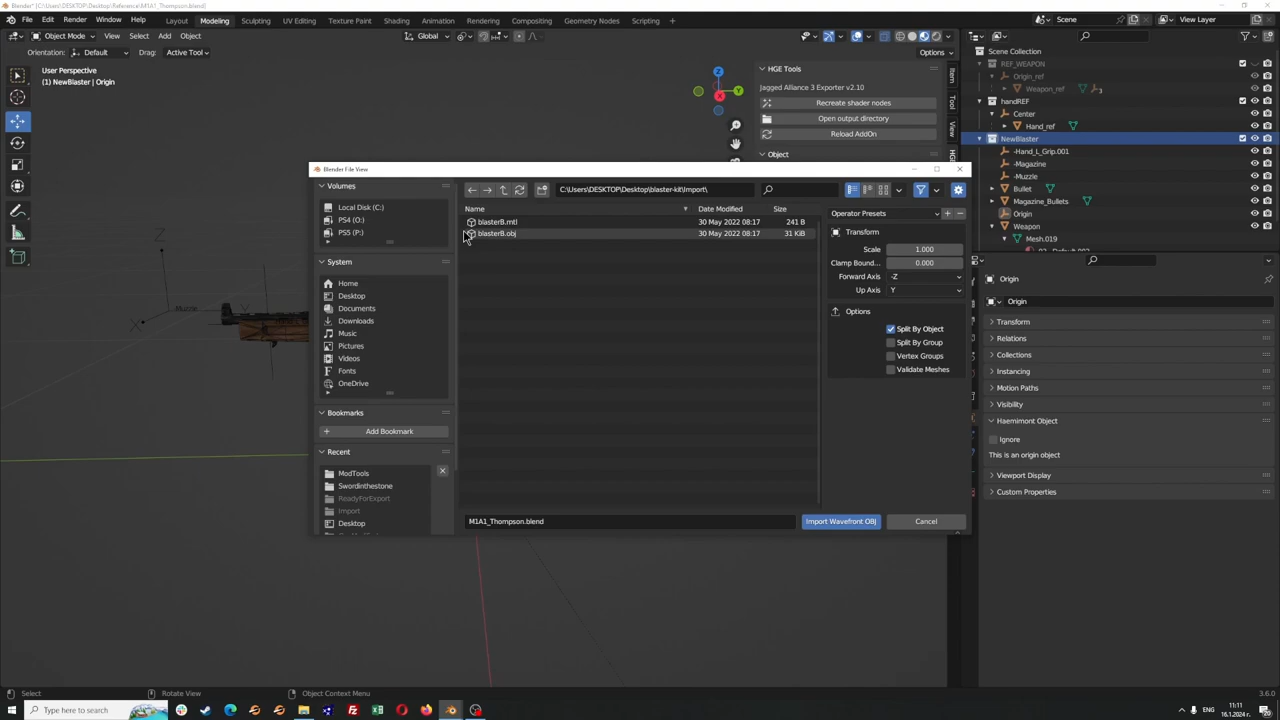 Blender* [C:\Users\DESKTOP\Desktop\Reference\M1A1_Thompson.blend]
File Edit Render Window Help Layout Modeling Sculpting UV Editing Texture Paint Shading Animation Rendering Compositing Geometry Nodes Scripting + Scene View Layer
Object Mode View Select Add Object Global
Orientation: Default Drag: Active Tool Options
User Perspective
(1) NewBlaster | Origin
Z
Y
X
Z
Muzzle
X
HGE Tools
Jagged Alliance 3 Exporter v2.10
Recreate shader nodes
Open output directory
Reload AddOn
Object
Item
Tool
View
Scene Collection
REF_WEAPON
Origin_ref
Weapon_ref
3
handREF
Center
Hand_ref
NewBlaster
-Hand_L_Grip.001
-Magazine
-Muzzle
Bullet
Magazine_Bullets
Origin
Weapon
Mesh.019
Origin
Origin
Transform
Relations
Collections
Instancing
Motion Paths
Visibility
Haemimont Object
Ignore
This is an origin object
Viewport Display
Custom Properties
Blender File View
Volumes
Local Disk (C:)
PS4 (O:)
PS5 (P:)
System
Home
Desktop
Documents
Downloads
Music
Pictures
Videos
Fonts
OneDrive
Bookmarks
Add Bookmark
Recent
ModTools
Swordinthestone
ReadyForExport
Import
Desktop
C:\Users\DESKTOP\Desktop\blaster-kit\Import\
Name Date Modified Size
blasterB.mtl 30 May 2022 08:17 241 B
blasterB.obj 30 May 2022 08:17 31 KiB
Operator Presets
Transform
Scale 1.000
Clamp Bound... 0.000
Forward Axis -Z
Up Axis Y
Options
Split By Object
Split By Group
Vertex Groups
Validate Meshes
M1A1_Thompson.blend Import Wavefront OBJ Cancel
Select Rotate View Object Context Menu 3.6.0
Type here to search
ENG
11:11
16.1.2024 г.
20